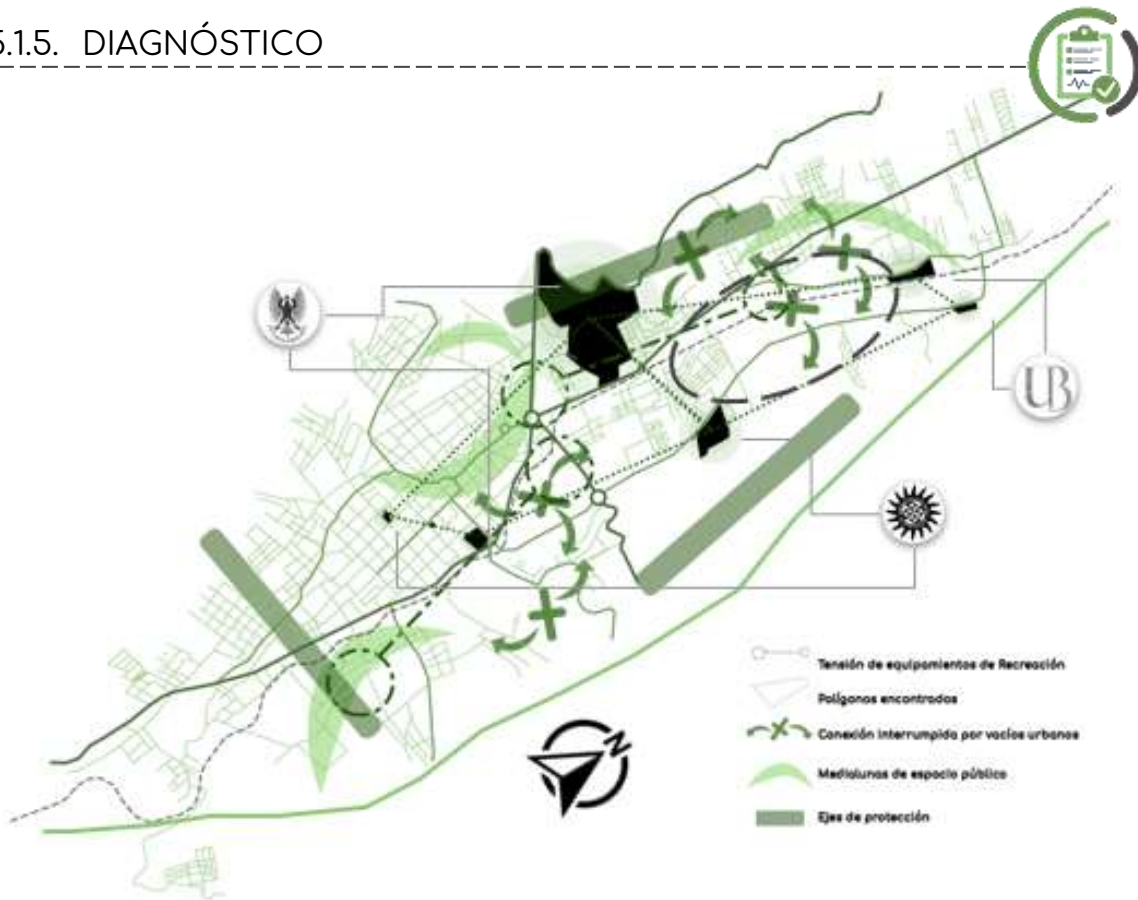 5.1.5. DIAGNÓSTICO
UB
N
Tensión de equipamientos de Recreación
Polígonos encontrados
Conexión interrumpida por vacíos urbanos
Medialunas de espacio público
Ejes de protección